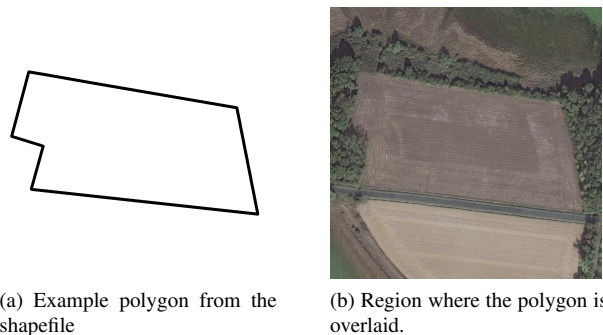 (a) Example polygon from the
shapefile
(b) Region where the polygon is
overlaid.